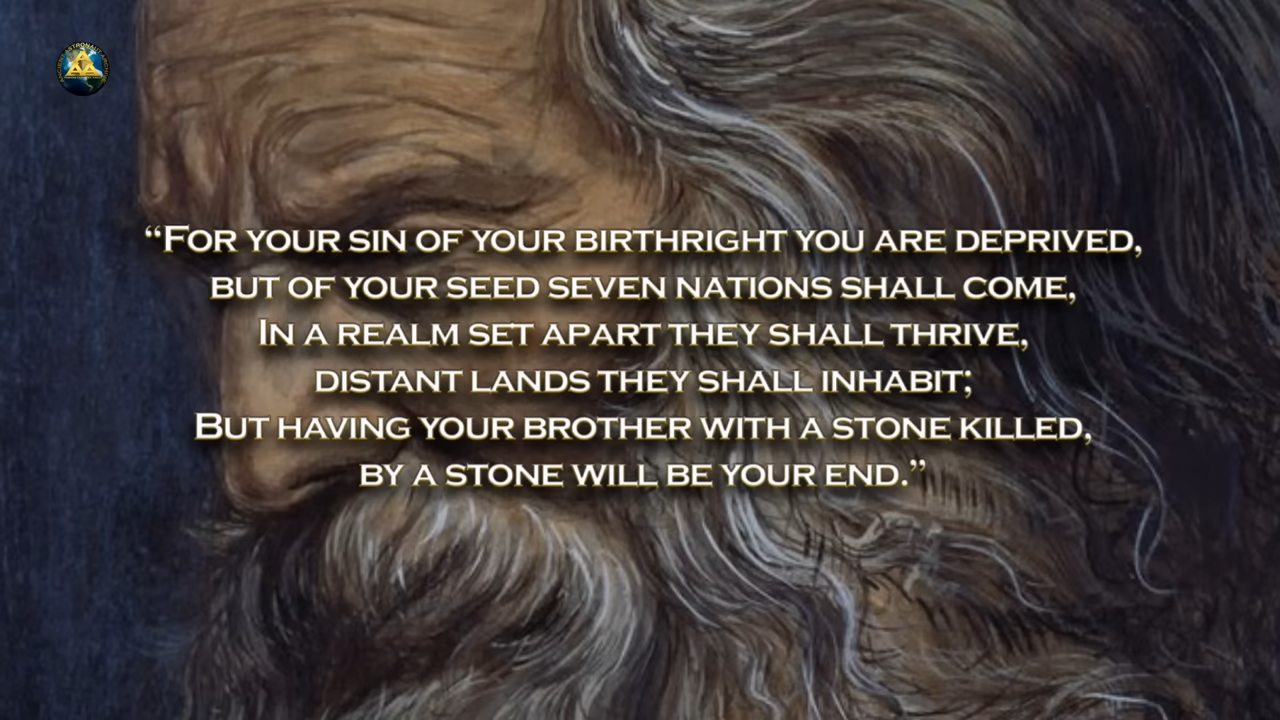 “For your sin of your birthright you are deprived,
but of your seed seven nations shall come,
In a realm set apart they shall thrive,
distant lands they shall inhabit;
But having your brother with a stone killed,
by a stone will be your end.”